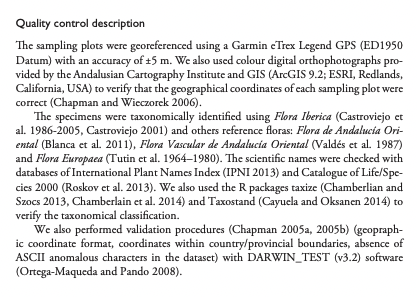 Quality control description
The sampling plots were georeferenced using a Garmin eTrex Legend GPS (ED1950
Datum) with an accuracy of ±5 m. We also used colour digital orthophotographs pro-
vided by the Andalusian Cartography Institute and GIS (ArcGIS 9.2; ESRI, Redlands,
California, USA) to verify that the geographical coordinates of each sampling plot were
correct (Chapman and Wieczorek 2006).
The specimens were taxonomically identified using Flora Iberica (Castroviejo et
al. 1986-2005, Castroviejo 2001) and others reference floras: Flora de Andalucía Ori-
ental (Blanca et al. 2011), Flora Vascular de Andalucía Oriental (Valdés et al. 1987)
and Flora Europaea (Tutin et al. 1964–1980). The scientific names were checked with
databases of International Plant Names Index (IPNI 2013) and Catalogue of Life/Spe-
cies 2000 (Roskov et al. 2013). We also used the R packages taxize (Chamberlian and
Szocs 2013, Chamberlain et al. 2014) and Taxostand (Cayuela and Oksanen 2014) to
verify the taxonomical classification.
We also performed validation procedures (Chapman 2005a, 2005b) (geograph-
ic coordinate format, coordinates within country/provincial boundaries, absence of
ASCII anomalous characters in the dataset) with DARWIN_TEST (v3.2) software
(Ortega-Maqueda and Pando 2008).